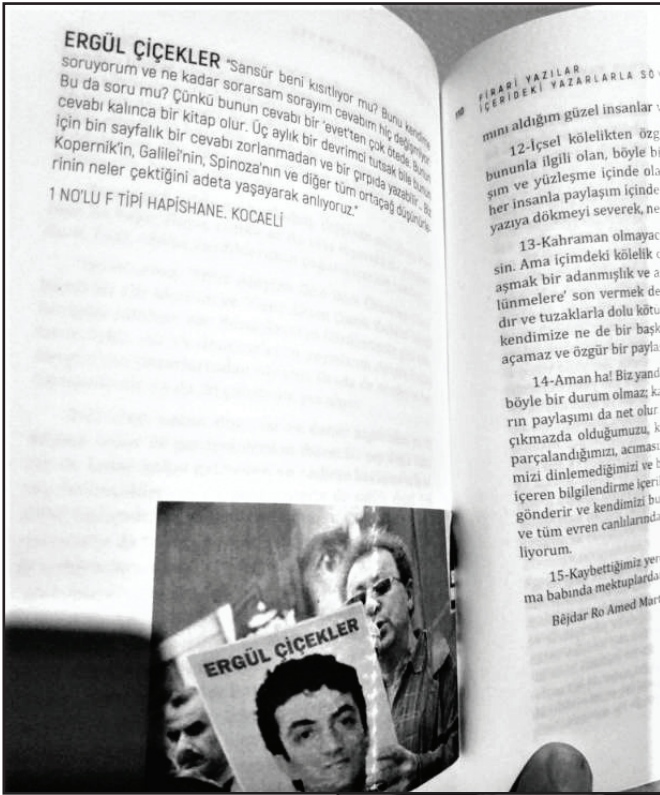 ERGÜL ÇİÇEKLER "Sansür beni kısıtlıyor mu? Bunu kendime
soruyorum ve ne kadar sorarsam sorayım cevabım hiç değişmiyor.
Bu da soru mu? Çünkü bunun cevabı bir 'evet'ten çok ötede. Bunun
cevabı kalınca bir kitap olur. Üç aylık bir devrimci tutsak bile bunun
için bin sayfalık bir cevabı zorlanmadan ve bir çırpıda yazabilir. Biz
Kopernik'in, Galilei'nin, Spinoza'nın ve diğer tüm ortaçağ düşünürle-
rinin neler çektiğini adeta yaşayarak anlıyoruz."
1 NO'LU F TİPİ HAPİSHANE. KOCAELİ
ERGÜL ÇİÇEKLER
FİRARİ YAZILAR
İÇERİDEKİ YAZARLARLA
mını aldığım güzel insanlar
12-İçsel kölelikten
bununla ilgili olan, böyle
şım ve yüzleşme içinde
her insanla paylaşım içinde
yazıya dökmeyi severek,
13-Kahraman
sin. Ama içimdeki kölelik
aşmak bir adanmışlık ve
lünmelere' son vermek
dır ve tuzaklarla dolu
kendimize ne de bir
açamaz ve özgür bir
14-Aman ha! Biz
böyle bir durum olmaz;
rın paylaşımı da net olur
çıkmazda olduğumuzu,
parçalandığımızı,
mizi dinlemediğimizi ve
içeren bilgilendirme
gönderir ve kendimizi
ve tüm evren
liyorum.
15-Kaybettiğimiz
ma babında
Bêjdar Ro Amed